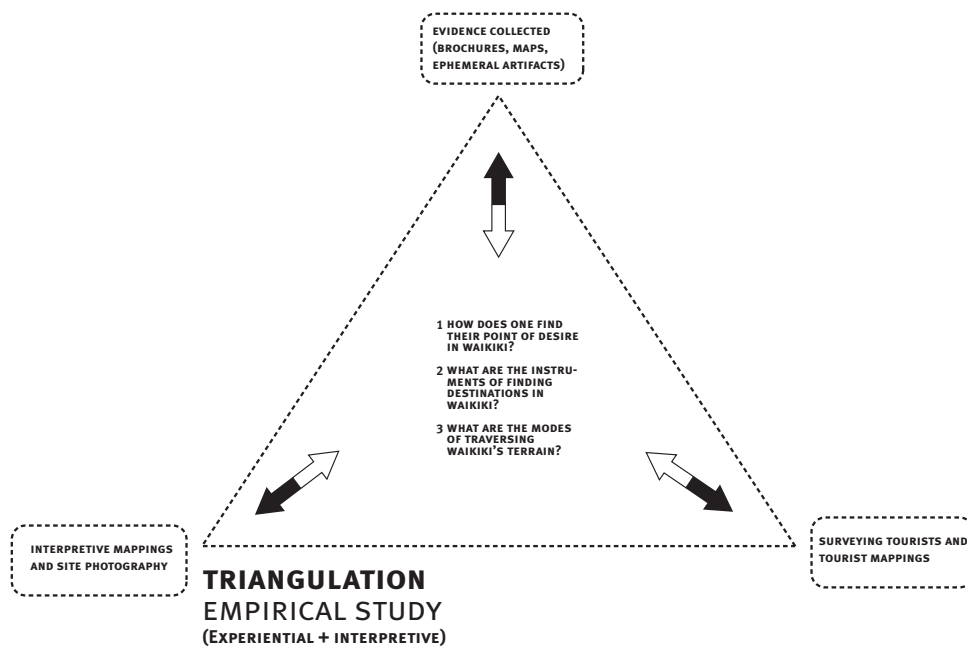 EVIDENCE COLLECTED
(BROCHURES, MAPS,
EPHEMERAL ARTIFACTS)
1 HOW DOES ONE FIND
THEIR POINT OF DESIRE
IN WAIKIKI?
2 WHAT ARE THE INSTRU-
MENTS OF FINDING
DESTINATIONS IN
WAIKIKI?
3 WHAT ARE THE MODES
OF TRAVERSING
WAIKIKI'S TERRAIN?
INTERPRETIVE MAPPINGS
AND SITE PHOTOGRAPHY
SURVEYING TOURISTS AND
TOURIST MAPPINGS
TRIANGULATION
EMPIRICAL STUDY
(EXPERIENTIAL + INTERPRETIVE)